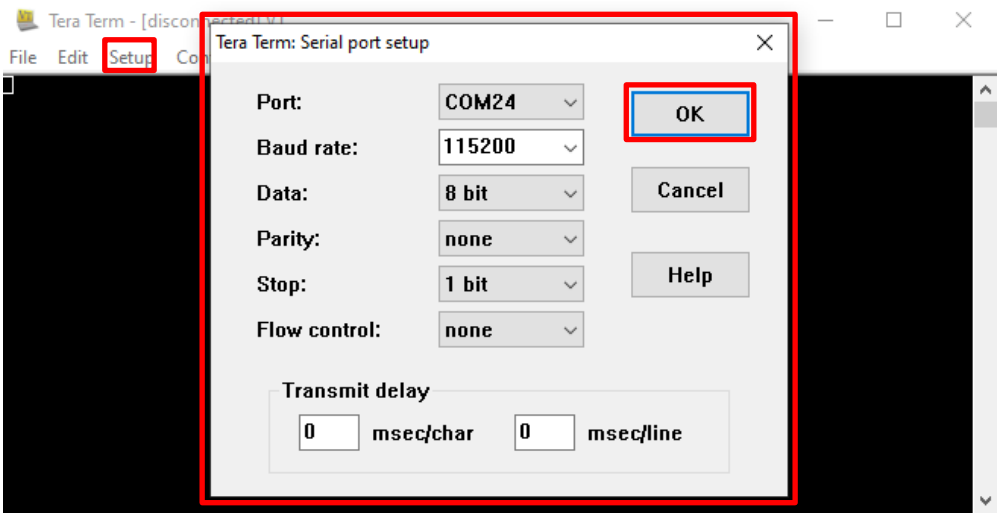 Tera Term - [disconnected] VT
File Edit Setup Con
Tera Term: Serial port setup
Port: COM24
OK
Baud rate: 115200
Data: 8 bit
Cancel
Parity: none
Stop: 1 bit
Help
Flow control: none
Transmit delay
0 msec/char 0 msec/line